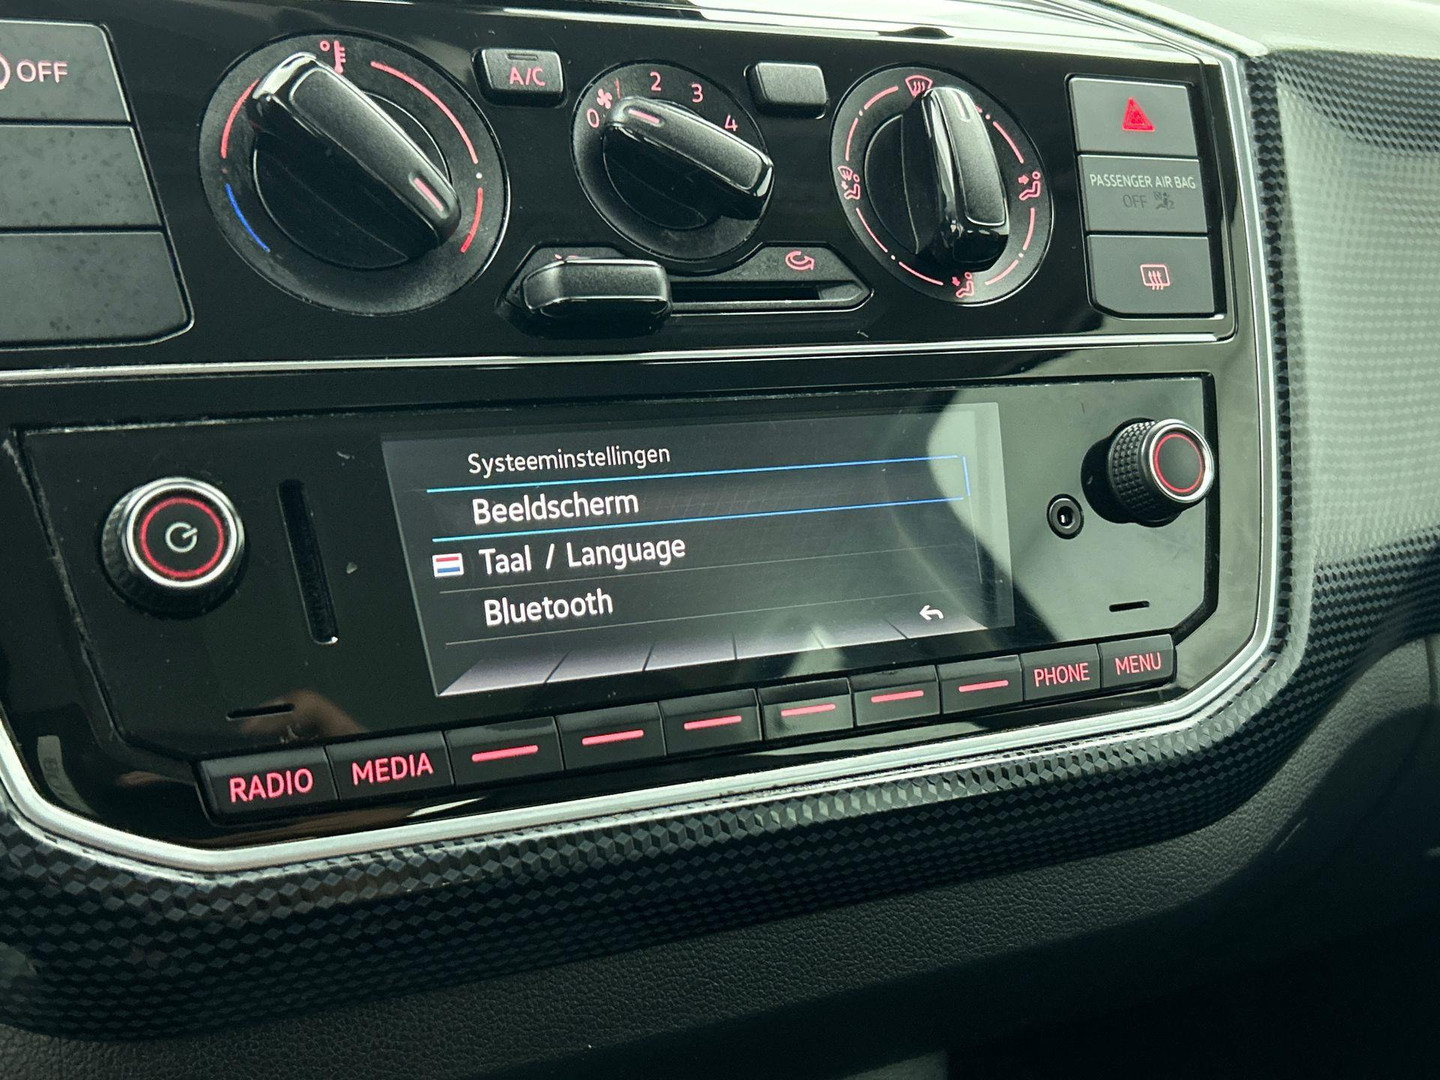 OFF
A/C
0 1 2 3 4
PASSENGER AIR BAG
OFF
Systeeminstellingen
Beeldscherm
Taal / Language
Bluetooth
RADIO MEDIA PHONE MENU